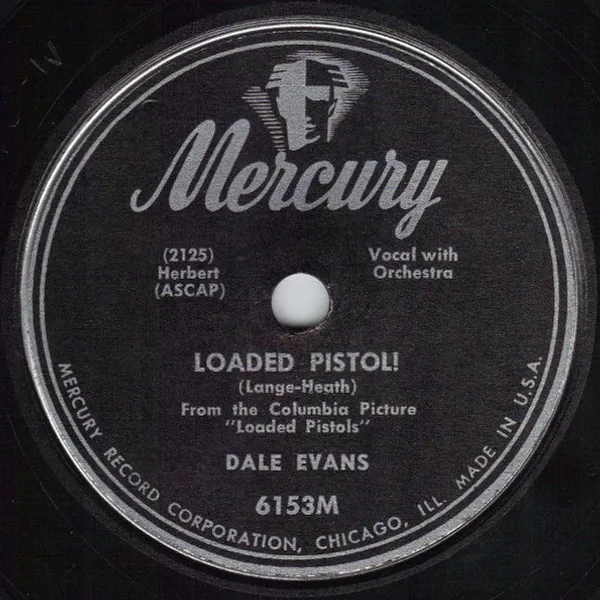 Mercury
(2125)
Herbert
(ASCAP)
Vocal with
Orchestra
LOADED PISTOL!
(Lange-Heath)
From the Columbia Picture
"Loaded Pistols"
DALE EVANS
6153M
MERCURY RECORD CORPORATION, CHICAGO, ILL. MADE IN U.S.A.